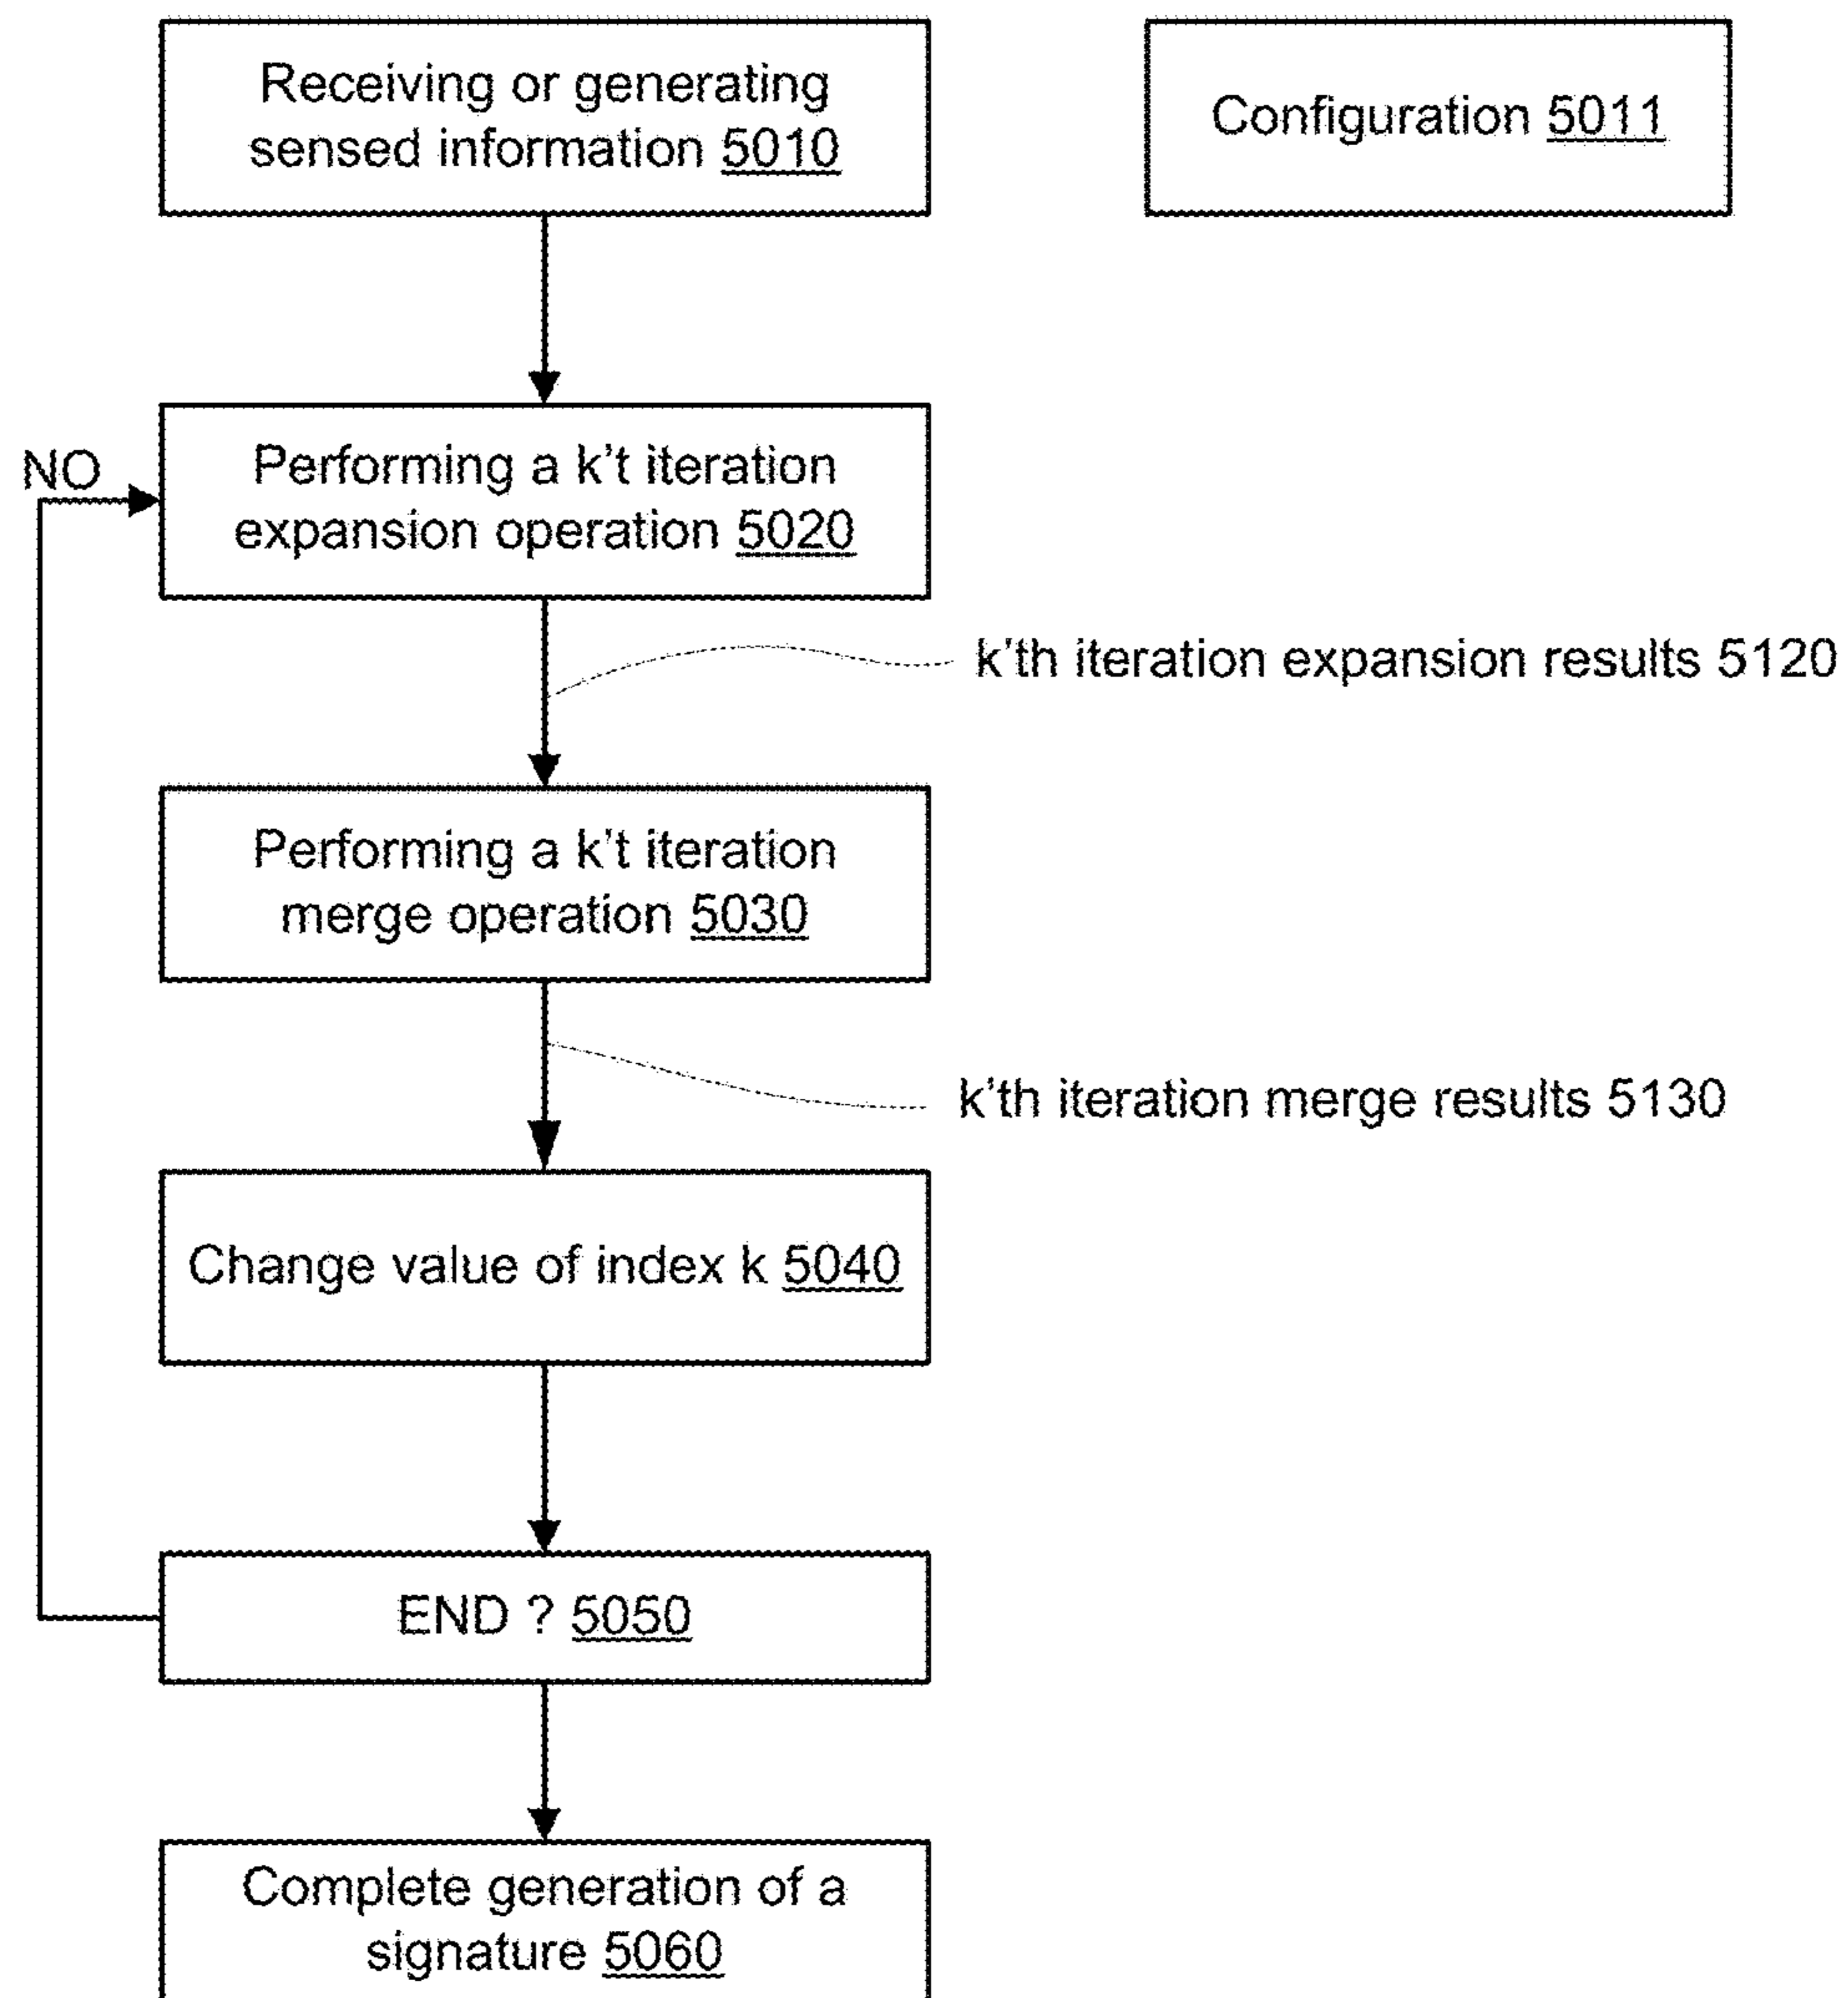 Receiving or generating
sensed information 5010
Configuration 5011
NO
Performing a k't iteration
expansion operation 5020
k'th iteration expansion results 5120
Performing a k't iteration
merge operation 5030
k'th iteration merge results 5130
Change value of index k 5040
END ? 5050
Complete generation of a
signature 5060